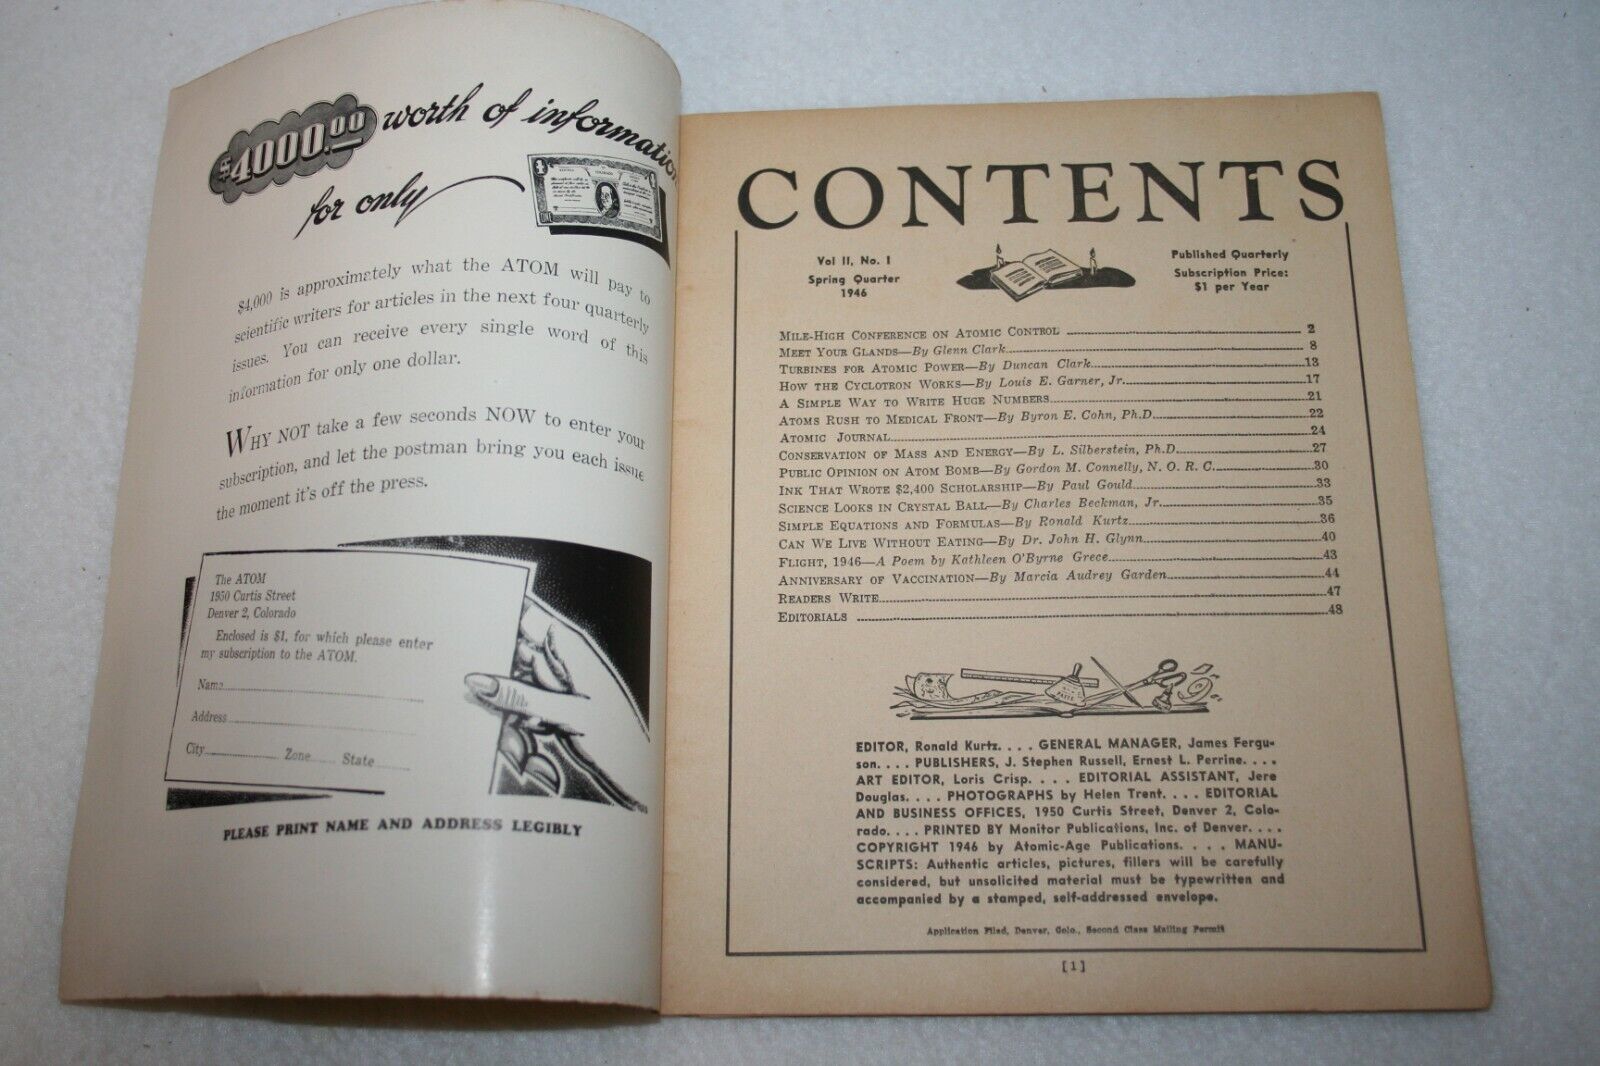 $4000.00 worth of information
for only
$4,000 is approximately what the ATOM will pay to
scientific writers for articles in the next four quarterly
issues. You can receive every single word of this
information for only one dollar.
WHY NOT take a few seconds NOW to enter your
subscription, and let the postman bring you each issue
the moment it's off the press.
The ATOM
1950 Curtis Street
Denver 2, Colorado
Enclosed is $1, for which please enter
my subscription to the ATOM.
Name
Address
City Zone State
PLEASE PRINT NAME AND ADDRESS LEGIBLY
CONTENTS
Vol II, No. 1
Spring Quarter
1946
Published Quarterly
Subscription Price:
$1 per Year
MILE-HIGH CONFERENCE ON ATOMIC CONTROL 2
MEET YOUR GLANDS—By Glenn Clark 8
TURBINES FOR ATOMIC POWER—By Duncan Clark 13
HOW THE CYCLOTRON WORKS—By Louis E. Garner, Jr. 17
A SIMPLE WAY TO WRITE HUGE NUMBERS 21
ATOMS RUSH TO MEDICAL FRONT—By Byron E. Cohn, Ph.D. 22
ATOMIC JOURNAL 24
CONSERVATION OF MASS AND ENERGY—By L. Silberstein, Ph.D. 27
PUBLIC OPINION ON ATOM BOMB—By Gordon M. Connelly, N. O. R. C. 30
INK THAT WROTE $2,400 SCHOLARSHIP—By Paul Gould 33
SCIENCE LOOKS IN CRYSTAL BALL—By Charles Beckman, Jr. 35
SIMPLE EQUATIONS AND FORMULAS—By Ronald Kurtz 36
CAN WE LIVE WITHOUT EATING—By Dr. John H. Glynn 40
FLIGHT, 1946—A Poem by Kathleen O'Byrne Grece 43
ANNIVERSARY OF VACCINATION—By Marcia Audrey Garden 44
READERS WRITE 47
EDITORIALS 48
PASTE
EDITOR, Ronald Kurtz. . . . GENERAL MANAGER, James Fergu-
son. . . . PUBLISHERS, J. Stephen Russell, Ernest L. Perrine. . . .
ART EDITOR, Loris Crisp. . . . EDITORIAL ASSISTANT, Jere
Douglas. . . . PHOTOGRAPHS by Helen Trent. . . . EDITORIAL
AND BUSINESS OFFICES, 1950 Curtis Street, Denver 2, Colo-
rado. . . . PRINTED BY Monitor Publications, Inc. of Denver. . . .
COPYRIGHT 1946 by Atomic-Age Publications. . . . MANU-
SCRIPTS: Authentic articles, pictures, fillers will be carefully
considered, but unsolicited material must be typewritten and
accompanied by a stamped, self-addressed envelope.
Application Filed, Denver, Colo., Second Class Mailing Permit
[1]